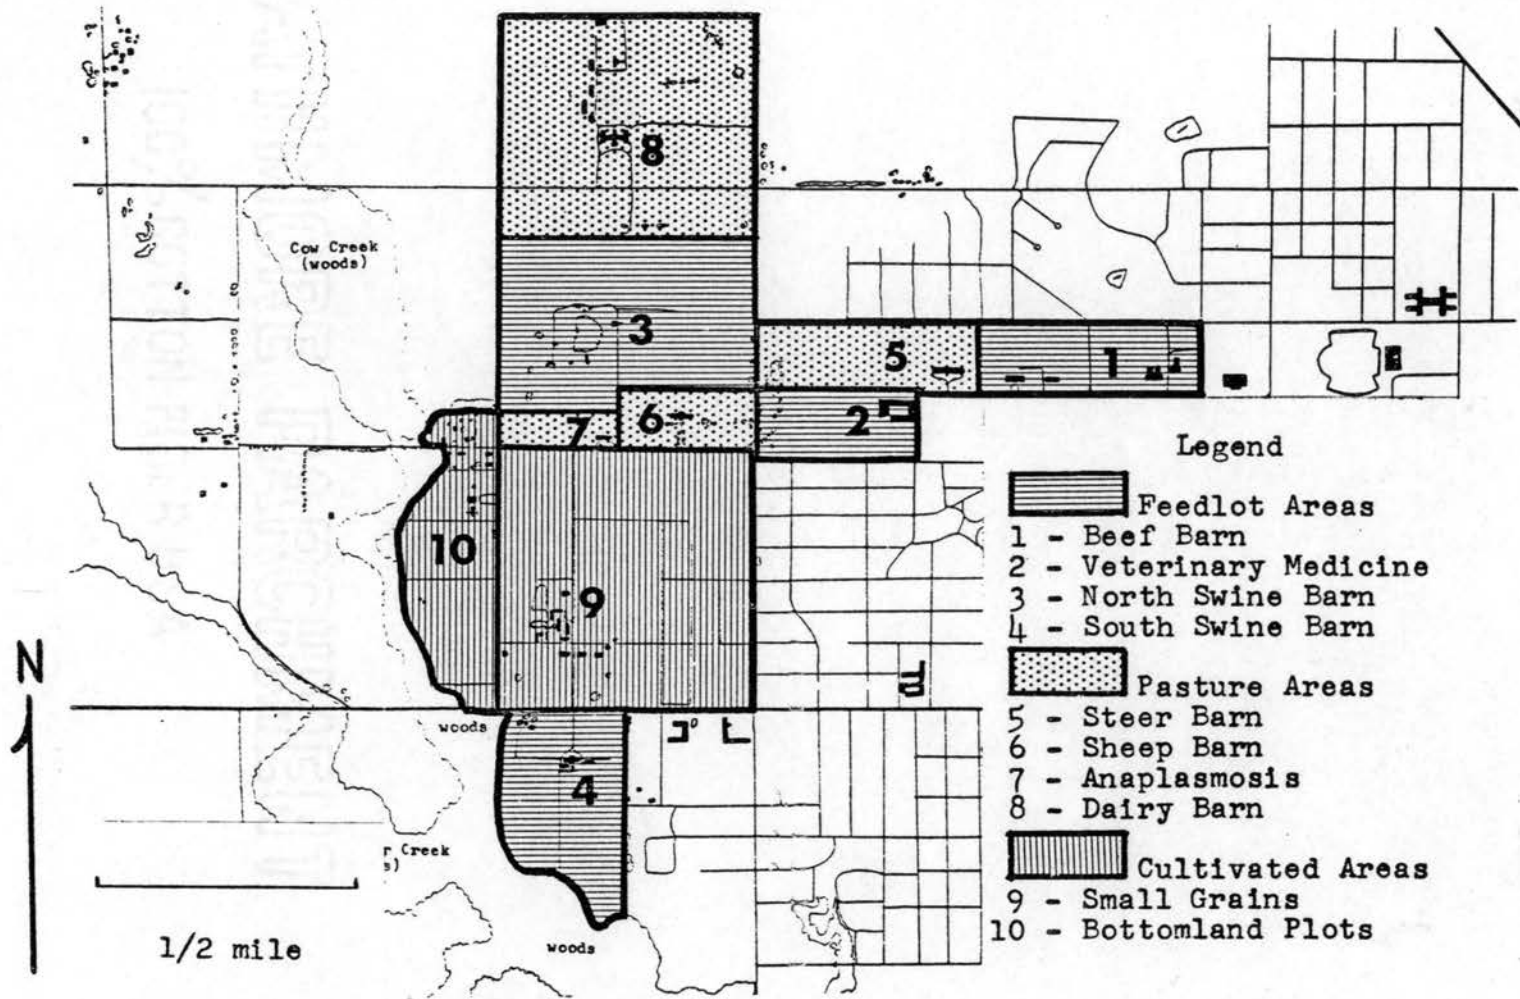 8
Cow Creek
(woods)
3
5
1
6
2
7
Legend
Feedlot Areas
1 - Beef Barn
2 - Veterinary Medicine
3 - North Swine Barn
4 - South Swine Barn
Pasture Areas
5 - Steer Barn
6 - Sheep Barn
7 - Anaplasmosis
8 - Dairy Barn
Cultivated Areas
9 - Small Grains
10 - Bottomland Plots
10
9
N
woods
4
r Creek
s)
1/2 mile
woods